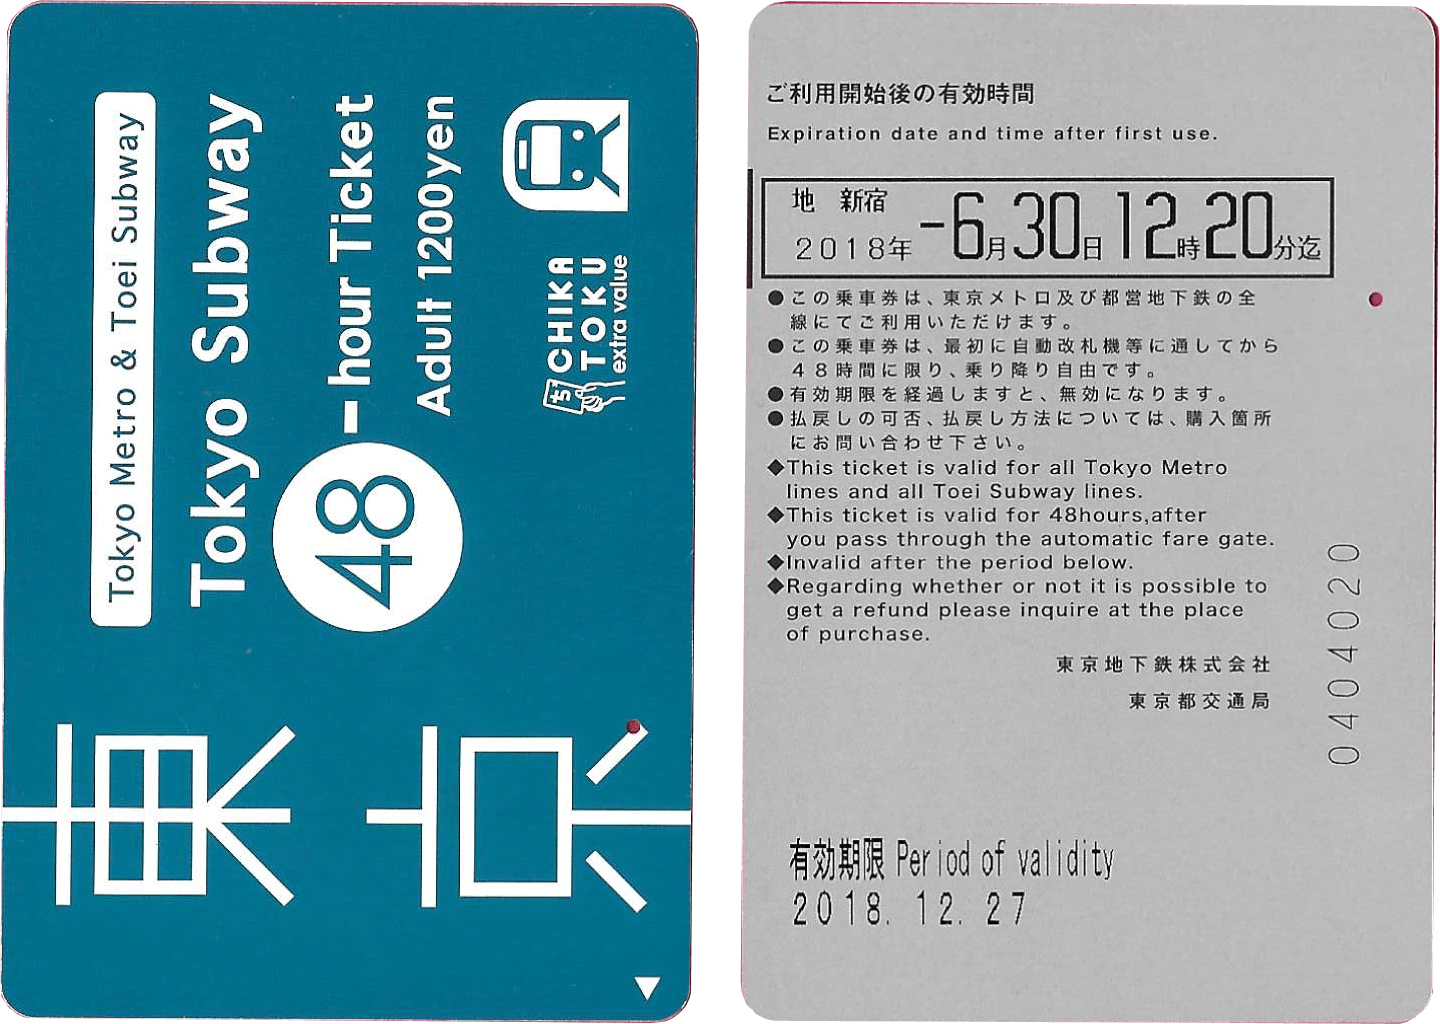 Tokyo Metro & Toei Subway
Tokyo Subway
48-hour Ticket
Adult 1200yen
ち
CHIKA
TOKU
extra value
東京
ご利用開始後の有効時間
Expiration date and time after first use.
地 新宿
2018年 -6月30日12時20分迄
●この乗車券は、東京メトロ及び都営地下鉄の全
線にてご利用いただけます。
●この乗車券は、最初に自動改札機等に通してから
48時間に限り、乗り降り自由です。
●有効期限を経過しますと、無効になります。
●払戻しの可否、払戻し方法については、購入箇所
にお問い合わせ下さい。
◆This ticket is valid for all Tokyo Metro
lines and all Toei Subway lines.
◆This ticket is valid for 48hours,after
you pass through the automatic fare gate.
◆Invalid after the period below.
◆Regarding whether or not it is possible to
get a refund please inquire at the place
of purchase.
東京地下鉄株式会社
東京都交通局
0404020
有効期限 Period of validity
2018. 12. 27